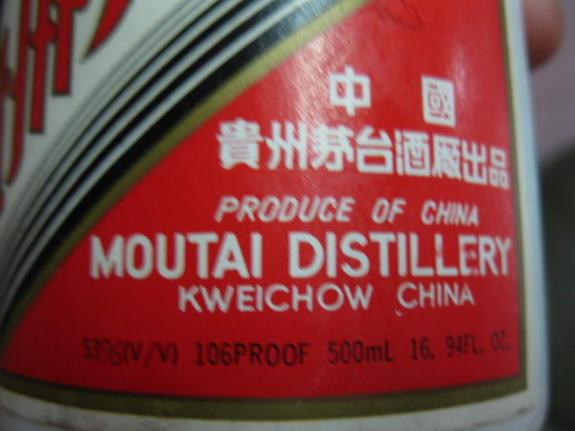 中國
貴州茅台酒廠出品
PRODUCE OF CHINA
MOUTAI DISTILLERY
KWEICHOW CHINA
53%(V/V) 106PROOF 500mL 16. 94FL. OZ.